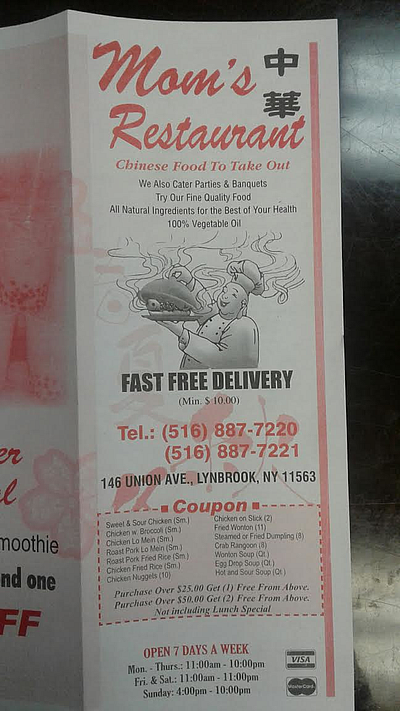 Mom's
中
華
Restaurant
Chinese Food To Take Out
We Also Cater Parties & Banquets
Try Our Fine Quality Food
All Natural Ingredients for the Best of Your Health
100% Vegetable Oil
FAST FREE DELIVERY
(Min. $ 10.00)
Tel.: (516) 887-7220
(516) 887-7221
146 UNION AVE., LYNBROOK, NY 11563
Coupon
Sweet & Sour Chicken (Sm.)
Chicken w. Broccoli (Sm.)
Chicken Lo Mein (Sm.)
Roast Pork Lo Mein (Sm.)
Roast Pork Fried Rice (Sm.)
Chicken Fried Rice (Sm.)
Chicken Nuggets (10)
Chicken on Stick (2)
Fried Wonton (11)
Steamed or Fried Dumpling (8)
Crab Rangoon (8)
Wonton Soup (Qt.)
Egg Drop Soup (Qt.)
Hot and Sour Soup (Qt.)
Purchase Over $25.00 Get (1) Free From Above.
Purchase Over $50.00 Get (2) Free From Above.
Not including Lunch Special
OPEN 7 DAYS A WEEK
Mon. - Thurs.: 11:00am - 10:00pm
Fri. & Sat.: 11:00am - 11:00pm
Sunday: 4:00pm - 10:00pm
VISA
MasterCard
er
l
moothie
nd one
FF